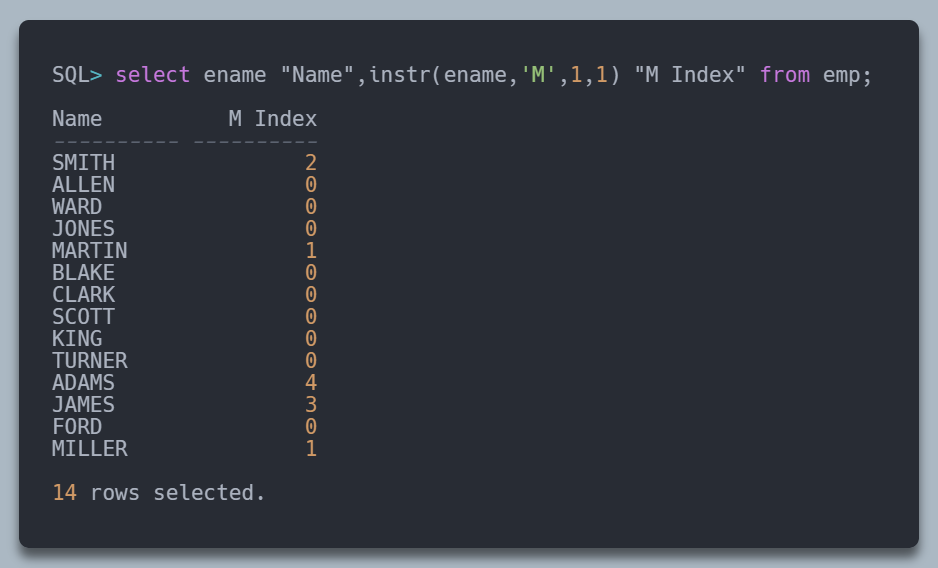 SQL> select ename "Name",instr(ename,'M',1,1) "M Index" from emp;
Name          M Index
---------- ----------
SMITH               2
ALLEN               0
WARD                0
JONES               0
MARTIN              1
BLAKE               0
CLARK               0
SCOTT               0
KING                0
TURNER              0
ADAMS               4
JAMES               3
FORD                0
MILLER              1
14 rows selected.